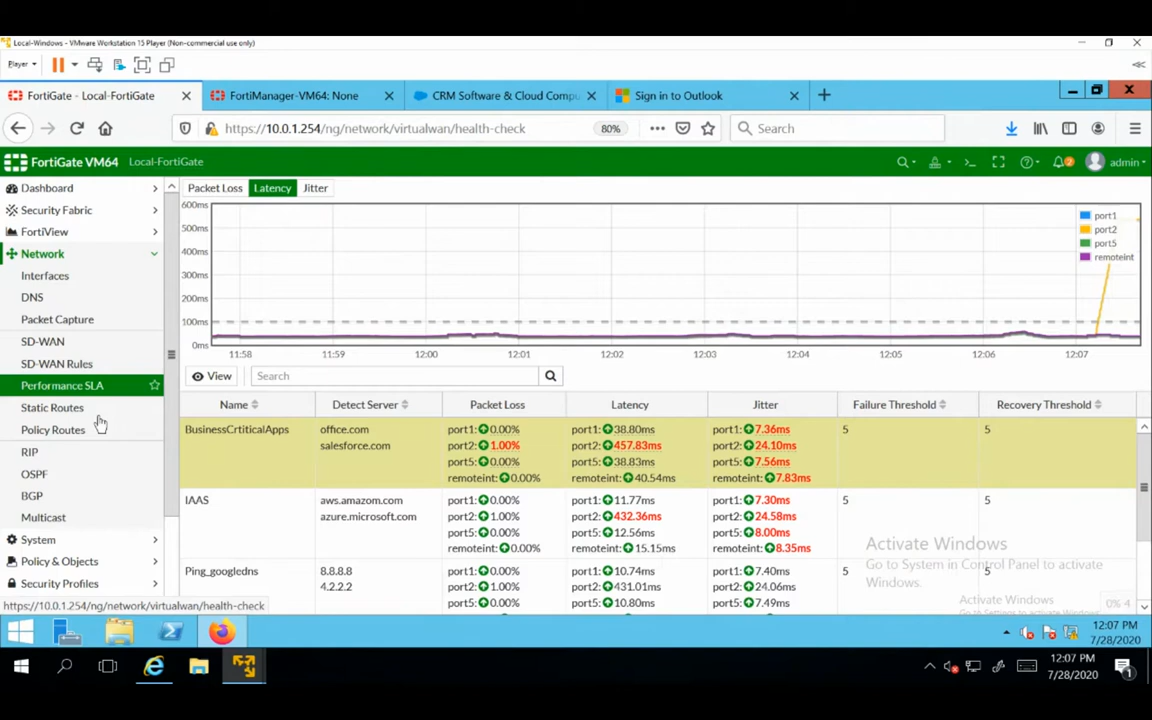 Local-Windows - VMware Workstation 15 Player (Non-commercial use only)
Player
FortiGate - Local-FortiGate
FortiManager-VM64: None
CRM Software & Cloud Compu
Sign in to Outlook
https://10.0.1.254/ng/network/virtualwan/health-check
80%
Search
FortiGate VM64
Local-FortiGate
2
admin
Dashboard
Security Fabric
FortiView
Network
Interfaces
DNS
Packet Capture
SD-WAN
SD-WAN Rules
Performance SLA
Static Routes
Policy Routes
RIP
OSPF
BGP
Multicast
System
Policy & Objects
Security Profiles
https://10.0.1.254/ng/network/virtualwan/health-check
Packet Loss Latency Jitter
600ms
500ms
400ms
300ms
200ms
100ms
0ms
port1
port2
port5
remoteint
11:58 11:59 12:00 12:01 12:02 12:03 12:04 12:05 12:06 12:07
View
Search
Name Detect Server Packet Loss Latency Jitter Failure Threshold Recovery Threshold
BusinessCrtiticalApps office.com port1: 0.00% port1: 38.80ms port1: 7.36ms 5 5
salesforce.com port2: 1.00% port2: 457.83ms port2: 24.10ms
port5: 0.00% port5: 38.83ms port5: 7.56ms
remoteint: 0.00% remoteint: 40.54ms remoteint: 7.83ms
IAAS aws.amazon.com port1: 0.00% port1: 11.77ms port1: 7.30ms 5 5
azure.microsoft.com port2: 1.00% port2: 432.36ms port2: 24.58ms
port5: 0.00% port5: 12.56ms port5: 8.00ms
remoteint: 0.00% remoteint: 15.15ms remoteint: 8.35ms
Ping_googledns 8.8.8.8 port1: 0.00% port1: 10.74ms port1: 7.40ms 5 5
4.2.2.2 port2: 1.00% port2: 431.01ms port2: 24.06ms
port5: 0.00% port5: 10.80ms port5: 7.49ms
Activate Windows
Go to System in Control Panel to activate
Windows.
Activate Windows
Go to Settings to activate Windows.
0% 4
12:07 PM
7/28/2020
12:07 PM
7/28/2020
1